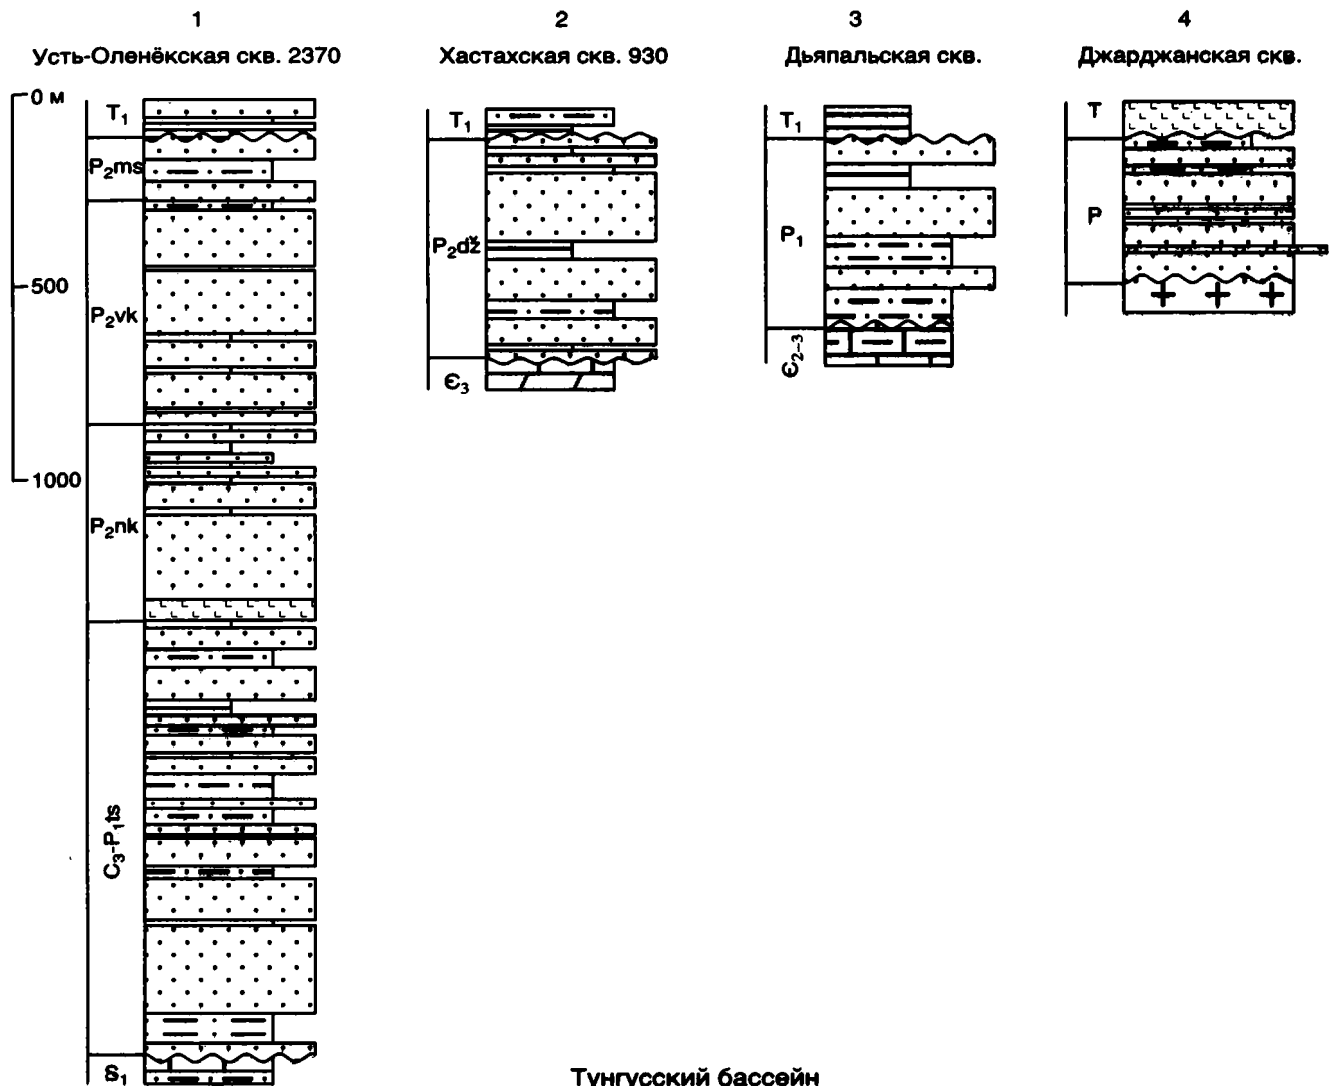 1
Усть-Оленёкская скв. 2370
2
Хастахская скв. 930
3
Дьяпальская скв.
4
Джарджанская скв.
0 м
500
1000
T₁
P₂ms
P₂vk
P₂nk
C₃-P₁ts
S₁
T₁
P₂dž
Є₃
T₁
P₁
Є₂₋₃
T
P
Тунгусский бассейн